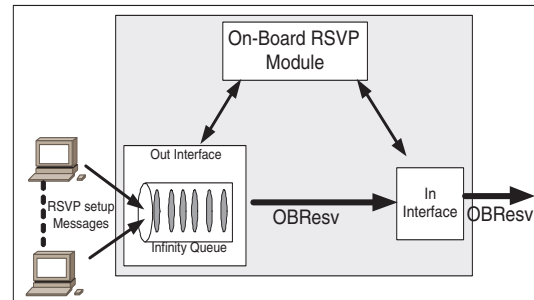 On-Board RSVP
Module
Out Interface
RSVP setup
Messages
Infinity Queue
OBResv
In
Interface
OBResv